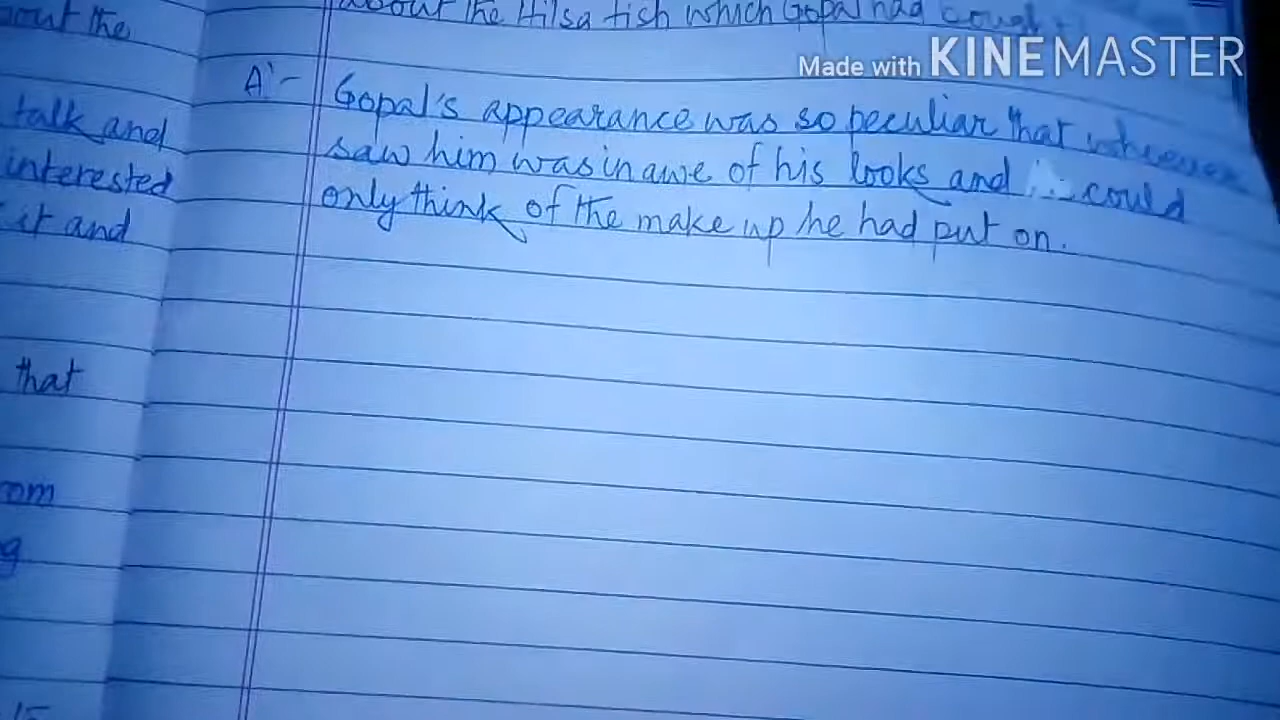 about the Hilsa fish which Gopal had
Made with KINEMASTER
A:- Gopal's appearance was so peculiar that whoever
saw him was in awe of his looks and could
only think of the make up he had put on.
out the
talk and
interested
it and
that
om
g
15